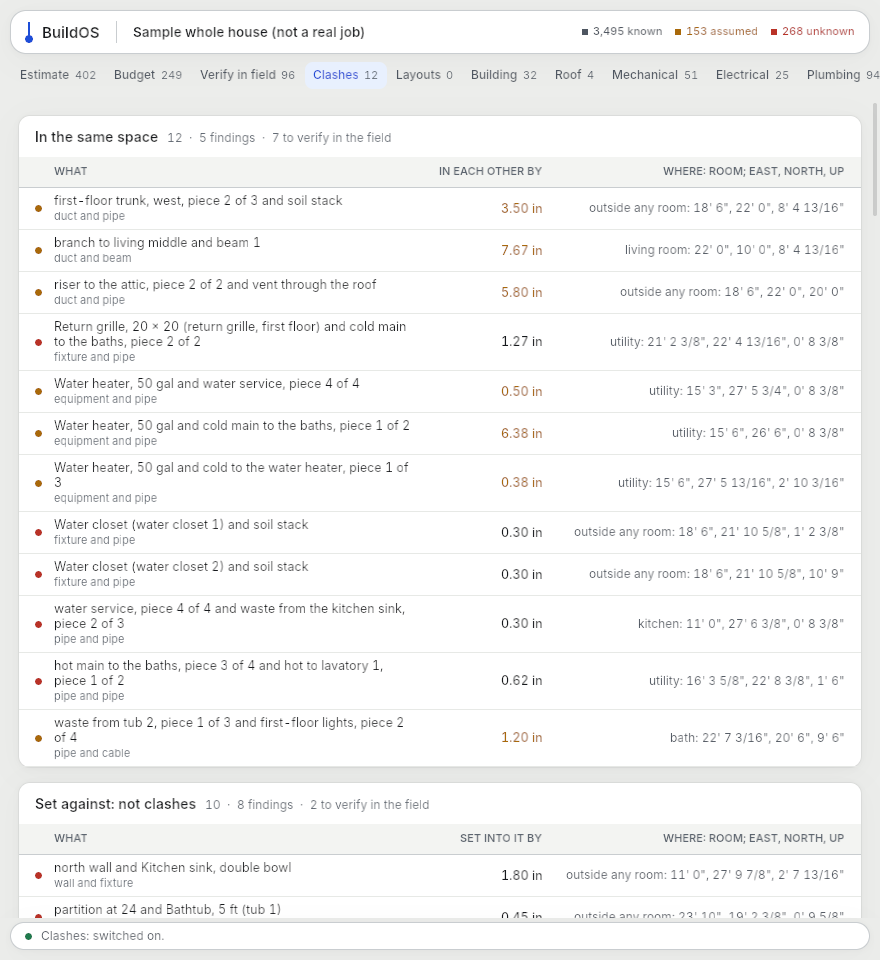 BuildOS
Sample whole house (not a real job)
3,495 known
153 assumed
268 unknown
Estimate 402
Budget 249
Verify in field 96
Clashes 12
Layouts 0
Building 32
Roof 4
Mechanical 51
Electrical 25
Plumbing 94
In the same space 12 · 5 findings · 7 to verify in the field
WHAT IN EACH OTHER BY WHERE: ROOM; EAST, NORTH, UP
first-floor trunk, west, piece 2 of 3 and soil stack
duct and pipe
3.50 in
outside any room: 18' 6", 22' 0", 8' 4 13/16"
branch to living middle and beam 1
duct and beam
7.67 in
living room: 22' 0", 10' 0", 8' 4 13/16"
riser to the attic, piece 2 of 2 and vent through the roof
duct and pipe
5.80 in
outside any room: 18' 6", 22' 0", 20' 0"
Return grille, 20 × 20 (return grille, first floor) and cold main
to the baths, piece 2 of 2
fixture and pipe
1.27 in
utility: 21' 2 3/8", 22' 4 13/16", 0' 8 3/8"
Water heater, 50 gal and water service, piece 4 of 4
equipment and pipe
0.50 in
utility: 15' 3", 27' 5 3/4", 0' 8 3/8"
Water heater, 50 gal and cold main to the baths, piece 1 of 2
equipment and pipe
6.38 in
utility: 15' 6", 26' 6", 0' 8 3/8"
Water heater, 50 gal and cold to the water heater, piece 1 of
3
equipment and pipe
0.38 in
utility: 15' 6", 27' 5 13/16", 2' 10 3/16"
Water closet (water closet 1) and soil stack
fixture and pipe
0.30 in
outside any room: 18' 6", 21' 10 5/8", 1' 2 3/8"
Water closet (water closet 2) and soil stack
fixture and pipe
0.30 in
outside any room: 18' 6", 21' 10 5/8", 10' 9"
water service, piece 4 of 4 and waste from the kitchen sink,
piece 2 of 3
pipe and pipe
0.30 in
kitchen: 11' 0", 27' 6 3/8", 0' 8 3/8"
hot main to the baths, piece 3 of 4 and hot to lavatory 1,
piece 1 of 2
pipe and pipe
0.62 in
utility: 16' 3 5/8", 22' 8 3/8", 1' 6"
waste from tub 2, piece 1 of 3 and first-floor lights, piece 2
of 4
pipe and cable
1.20 in
bath: 22' 7 3/16", 20' 6", 9' 6"
Set against: not clashes 10 · 8 findings · 2 to verify in the field
WHAT SET INTO IT BY WHERE: ROOM; EAST, NORTH, UP
north wall and Kitchen sink, double bowl
wall and fixture
1.80 in
outside any room: 11' 0", 27' 9 7/8", 2' 7 13/16"
partition at 24 and Bathtub, 5 ft (tub 1)
0.45 in
outside any room: 23' 10", 19' 2 3/8", 0' 9 5/8"
Clashes: switched on.